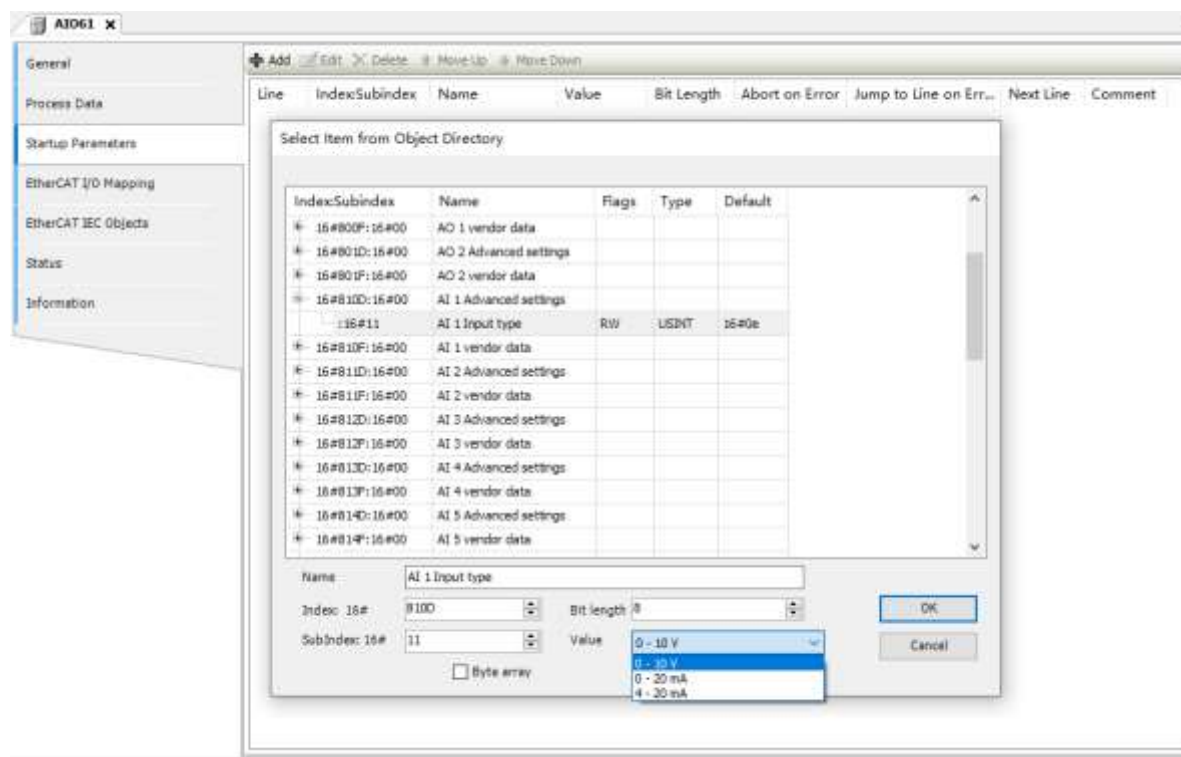 AIO61 x
General
Process Data
Startup Parameters
EtherCAT I/O Mapping
EtherCAT IEC Objects
Status
Information
Add Edit Delete Move Up Move Down
Line Index:Subindex Name Value Bit Length Abort on Error Jump to Line on Err... Next Line Comment
Select Item from Object Directory
Index:Subindex Name Flags Type Default
16#800F:16#00 AO 1 vendor data
16#801D:16#00 AO 2 Advanced settings
16#801F:16#00 AO 2 vendor data
16#810D:16#00 AI 1 Advanced settings
:16#11 AI 1 Input type RW USINT 16#0e
16#810F:16#00 AI 1 vendor data
16#811D:16#00 AI 2 Advanced settings
16#811F:16#00 AI 2 vendor data
16#812D:16#00 AI 3 Advanced settings
16#812F:16#00 AI 3 vendor data
16#813D:16#00 AI 4 Advanced settings
16#813F:16#00 AI 4 vendor data
16#814D:16#00 AI 5 Advanced settings
16#814F:16#00 AI 5 vendor data
Name AI 1 Input type
Index: 16# 810D Bit length 8 OK
SubIndex: 16# 11 Value 0 - 10 V Cancel
Byte array
0 - 10 V
0 - 20 mA
4 - 20 mA